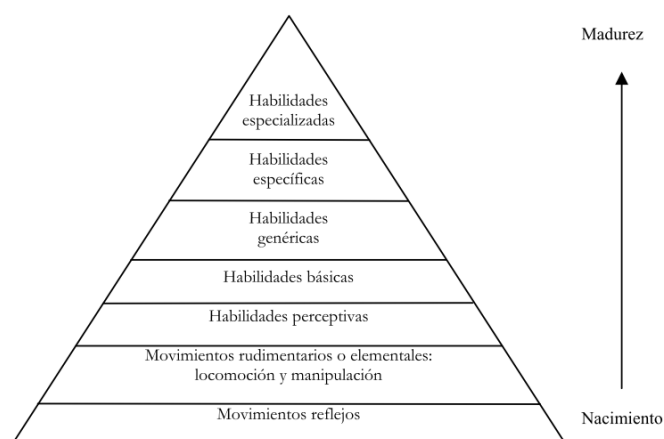 Madurez
Habilidades
especializadas
Habilidades
específicas
Habilidades
genéricas
Habilidades básicas
Habilidades perceptivas
Movimientos rudimentarios o elementales:
locomoción y manipulación
Movimientos reflejos
Nacimiento